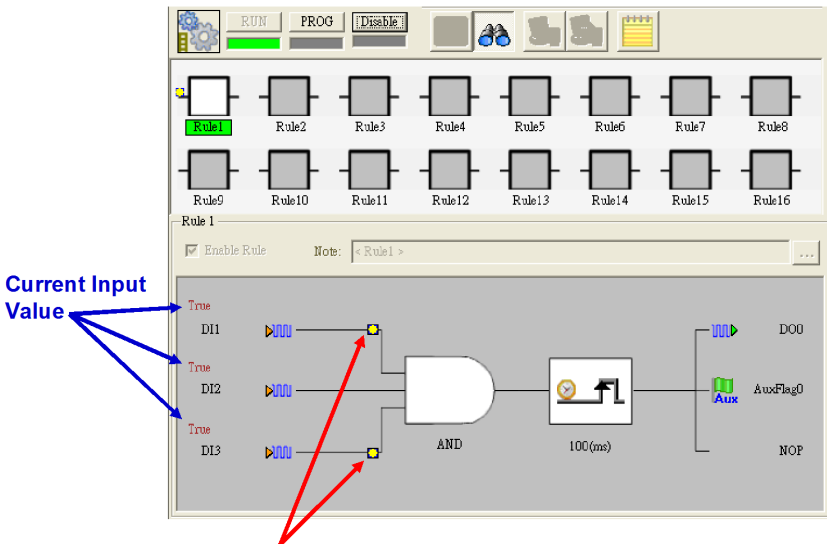 RUN PROG Disable
Rule1 Rule2 Rule3 Rule4 Rule5 Rule6 Rule7 Rule8
Rule9 Rule10 Rule11 Rule12 Rule13 Rule14 Rule15 Rule16
Rule 1
Enable Rule Note: < Rule1 > ...
Current Input
Value
True
DI1 DO0
True
DI2 Aux AuxFlag0
True
DI3 AND 100(ms) NOP